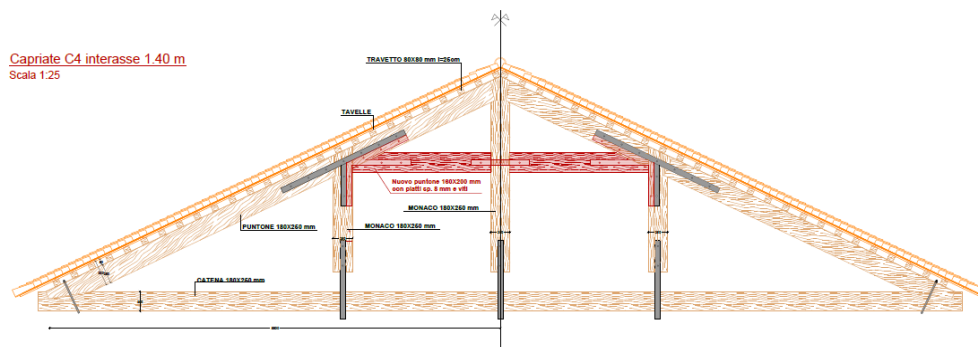 Capriate C4 interasse 1.40 m
Scala 1:25
TRAVETTO 80X80 mm i=25cm
TAVELLE
Nuovo puntone 160X200 mm
con piatti sp. 8 mm e viti
MONACO 180X250 mm
PUNTONE 180X250 mm
MONACO 180X250 mm
CATENA 180X250 mm